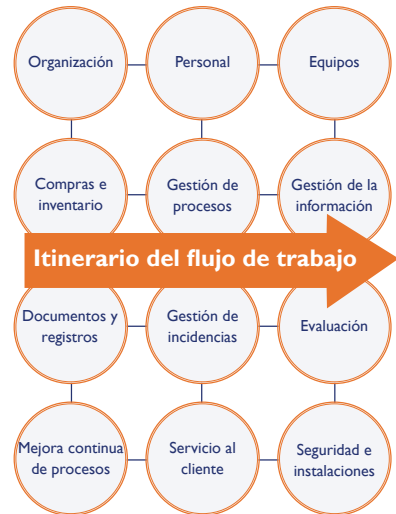 Organización
Personal
Equipos
Compras e
inventario
Gestión de
procesos
Gestión de la
información
Itinerario del flujo de trabajo
Documentos y
registros
Gestión de
incidencias
Evaluación
Mejora continua
de procesos
Servicio al
cliente
Seguridad e
instalaciones